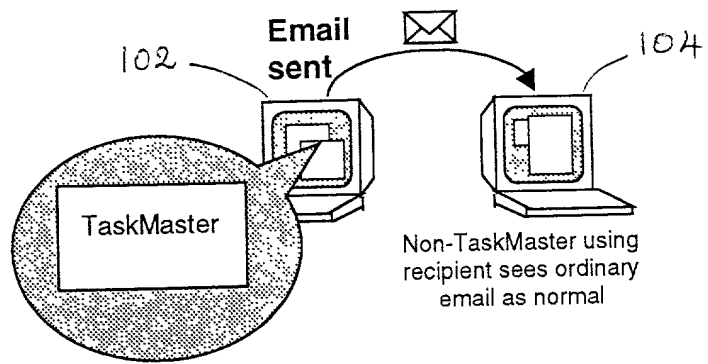 102
Email
sent
104
TaskMaster
Non-TaskMaster using
recipient sees ordinary
email as normal